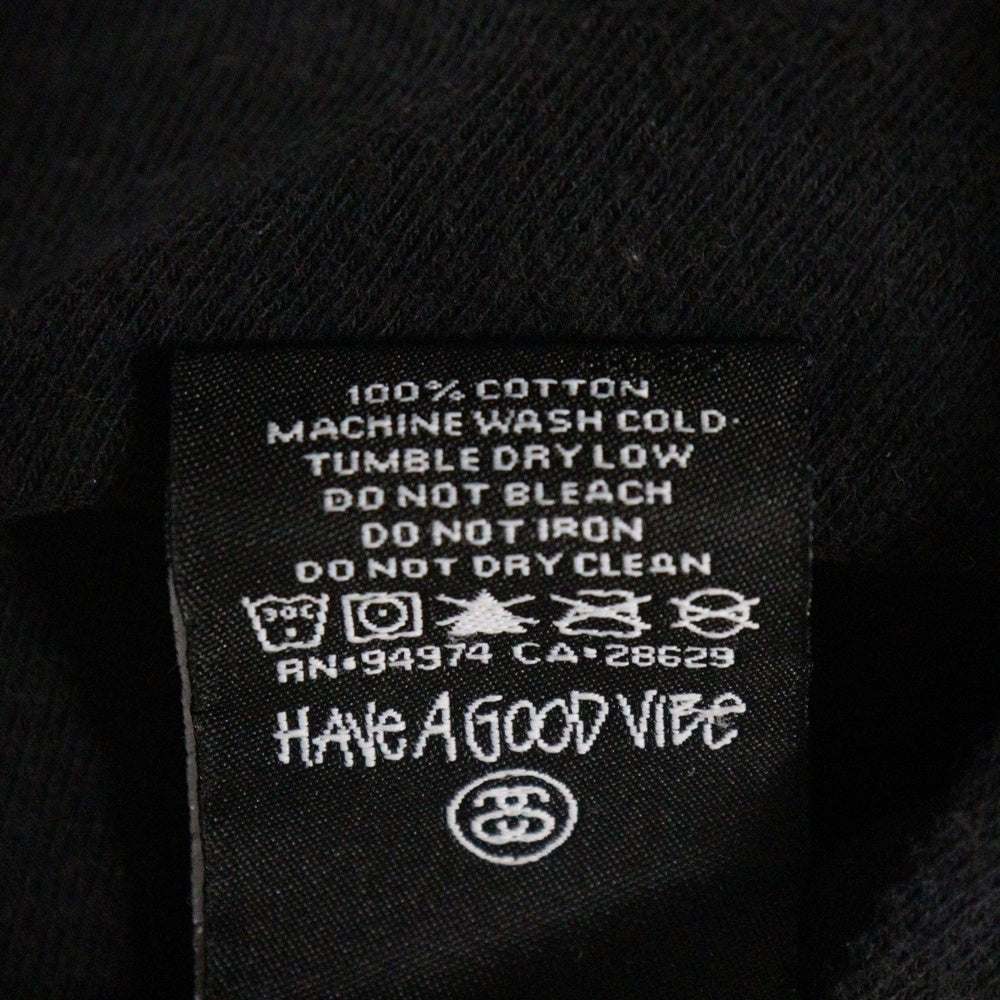 100% COTTON
MACHINE WASH COLD·
TUMBLE DRY LOW
DO NOT BLEACH
DO NOT IRON
DO NOT DRY CLEAN
30C
RN·94974 CA·28629
HAVE A GOOD VIBE